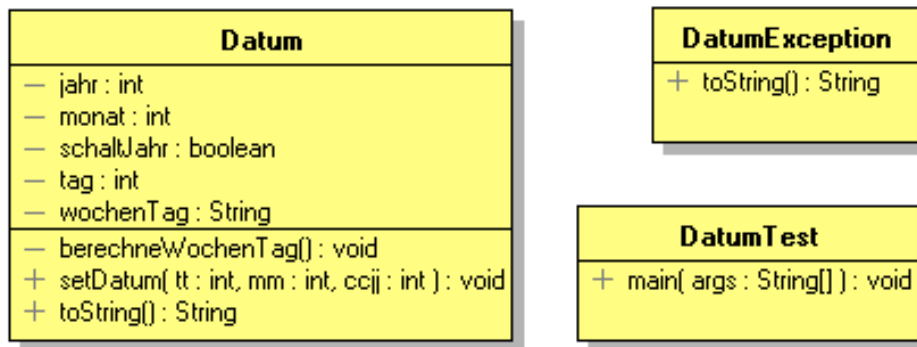 Datum
– jahr : int
– monat : int
– schaltJahr : boolean
– tag : int
– wochenTag : String
– berechneWochenTag() : void
+ setDatum( tt : int, mm : int, ccjj : int ) : void
+ toString() : String
DatumException
+ toString() : String
DatumTest
+ main( args : String[] ) : void